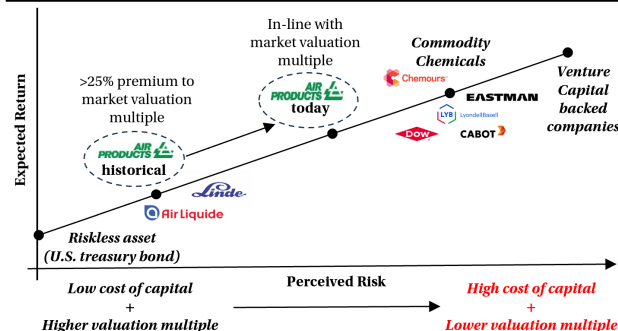 In-line with
market valuation
multiple
>25% premium to
market valuation
multiple
AIR
PRODUCTS
today
AIR
PRODUCTS
historical
Commodity
Chemicals
Chemours™
EASTMAN
LYB
LyondellBasell
Dow
CABOT
Venture
Capital
backed
companies
Linde
Air Liquide
Riskless asset
(U.S. treasury bond)
Expected Return
Perceived Risk
Low cost of capital
+
Higher valuation multiple
High cost of capital
+
Lower valuation multiple